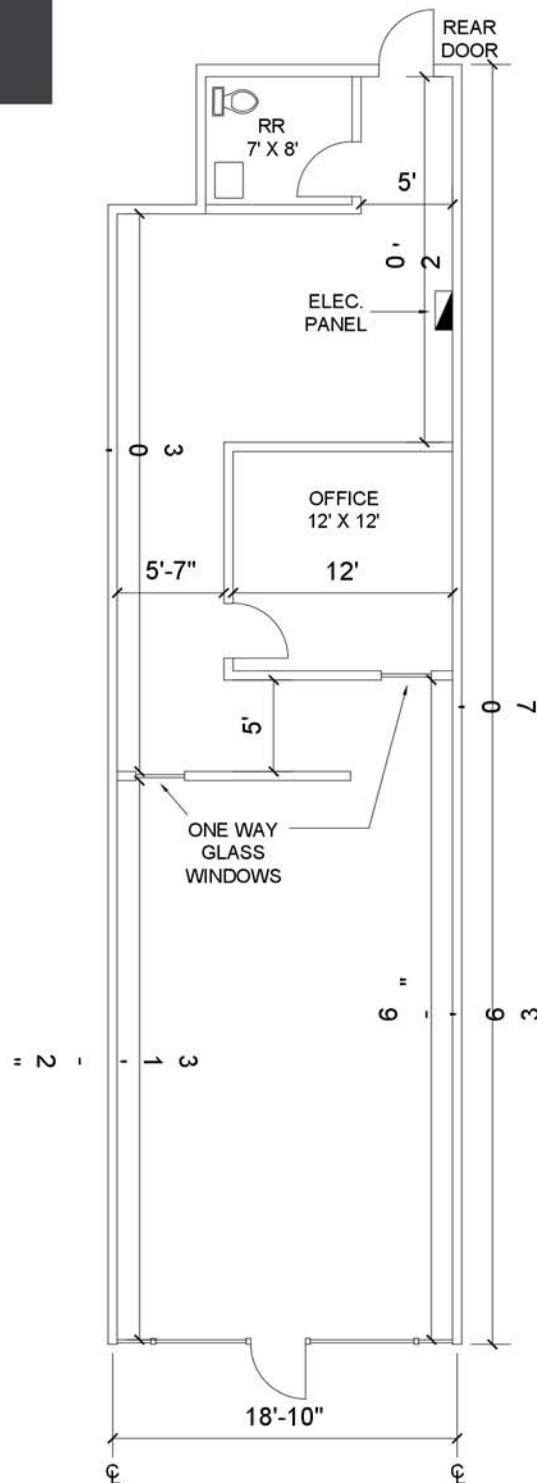 REAR
DOOR
RR
7' X 8'
5'
20'
ELEC.
PANEL
30'
OFFICE
12' X 12'
5'-7"
12'
70'
5'
ONE WAY
GLASS
WINDOWS
36'-6"
31'-2"
18'-10"
℄
℄